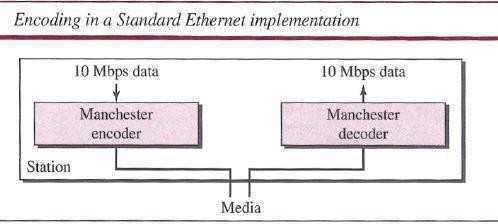 Encoding in a Standard Ethernet implementation
10 Mbps data
10 Mbps data
Manchester
encoder
Manchester
decoder
Station
Media